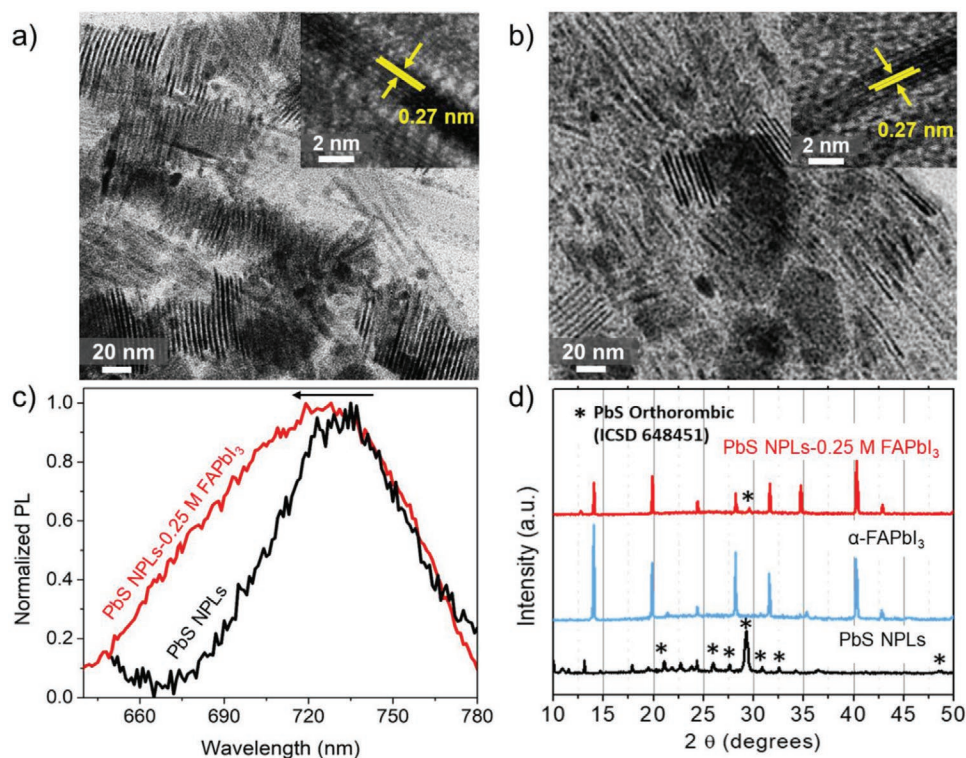 a)
0.27 nm
2 nm
20 nm
b)
0.27 nm
2 nm
20 nm
c)
Normalized PL
1.0
0.8
0.6
0.4
0.2
0.0
PbS NPLs-0.25 M FAPbI₃
PbS NPLs
660
690
720
750
780
Wavelength (nm)
d)
Intensity (a.u.)
* PbS Orthorombic
(ICSD 648451)
PbS NPLs-0.25 M FAPbI₃
*
α-FAPbI₃
PbS NPLs
* * * * * * *
10 15 20 25 30 35 40 45 50
2 θ (degrees)